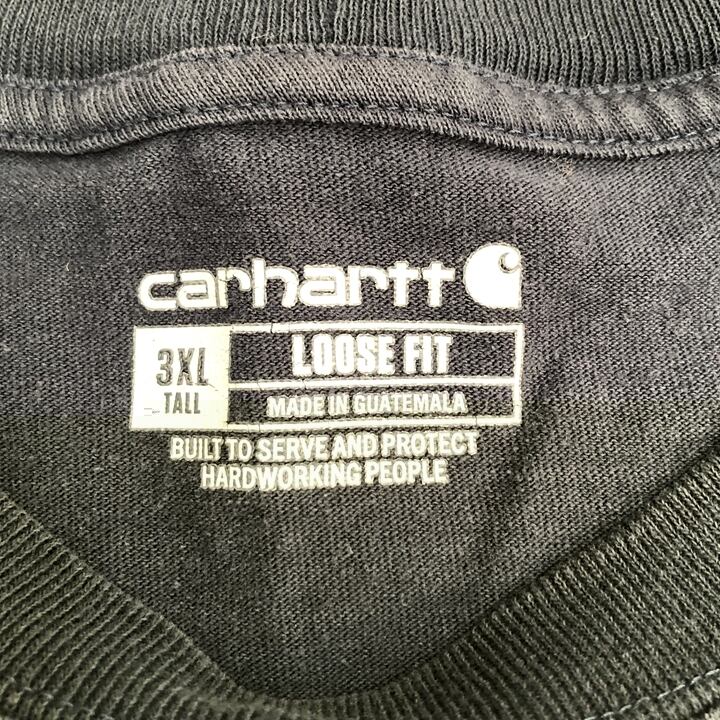 carhartt
3XL
TALL
LOOSE FIT
MADE IN GUATEMALA
BUILT TO SERVE AND PROTECT
HARDWORKING PEOPLE